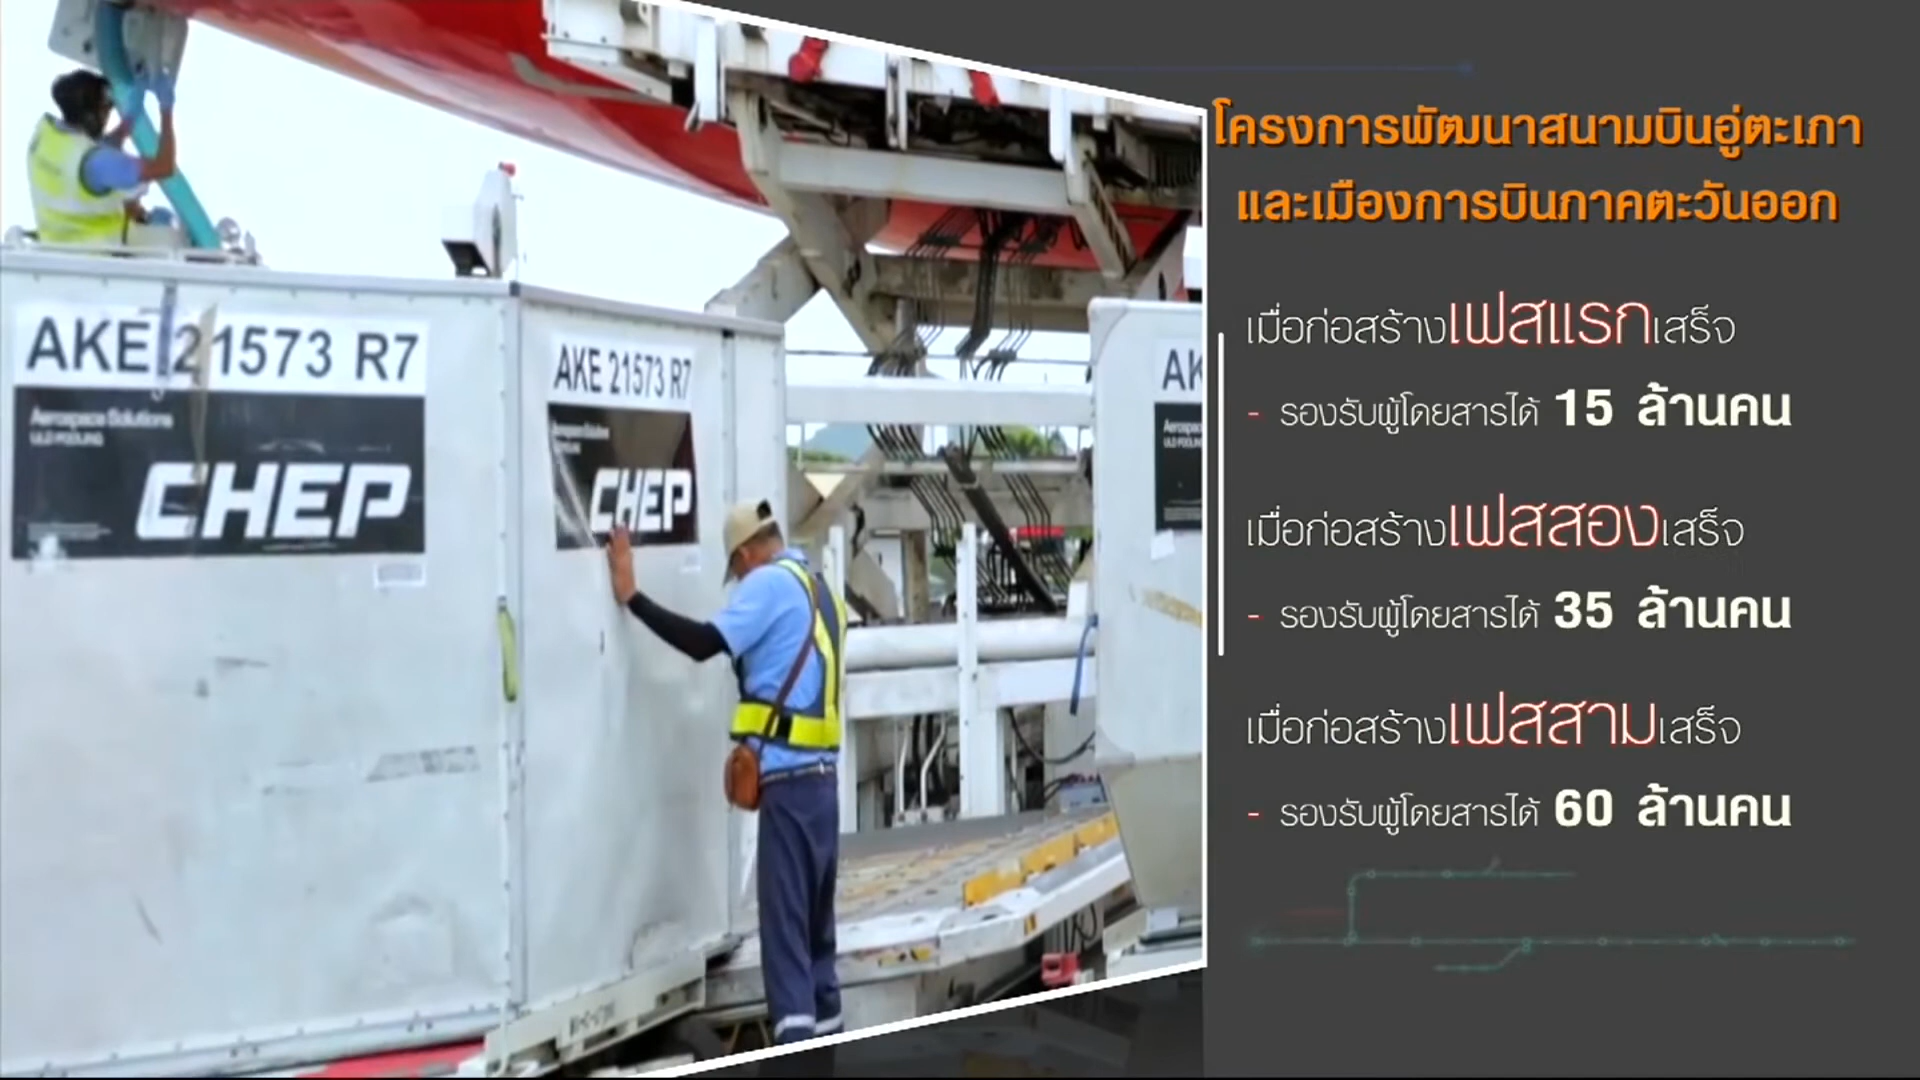 โครงการพัฒนาสนามบินอู่ตะเภา
และเมืองการบินภาคตะวันออก
เมื่อก่อสร้างเฟสแรกเสร็จ
- รองรับผู้โดยสารได้ 15 ล้านคน
เมื่อก่อสร้างเฟสสองเสร็จ
- รองรับผู้โดยสารได้ 35 ล้านคน
เมื่อก่อสร้างเฟสสามเสร็จ
- รองรับผู้โดยสารได้ 60 ล้านคน
AKE 21573 R7
Aerospace Solutions
ULD POOLING
CHEP
AKE 21573 R7
CHEP
AK